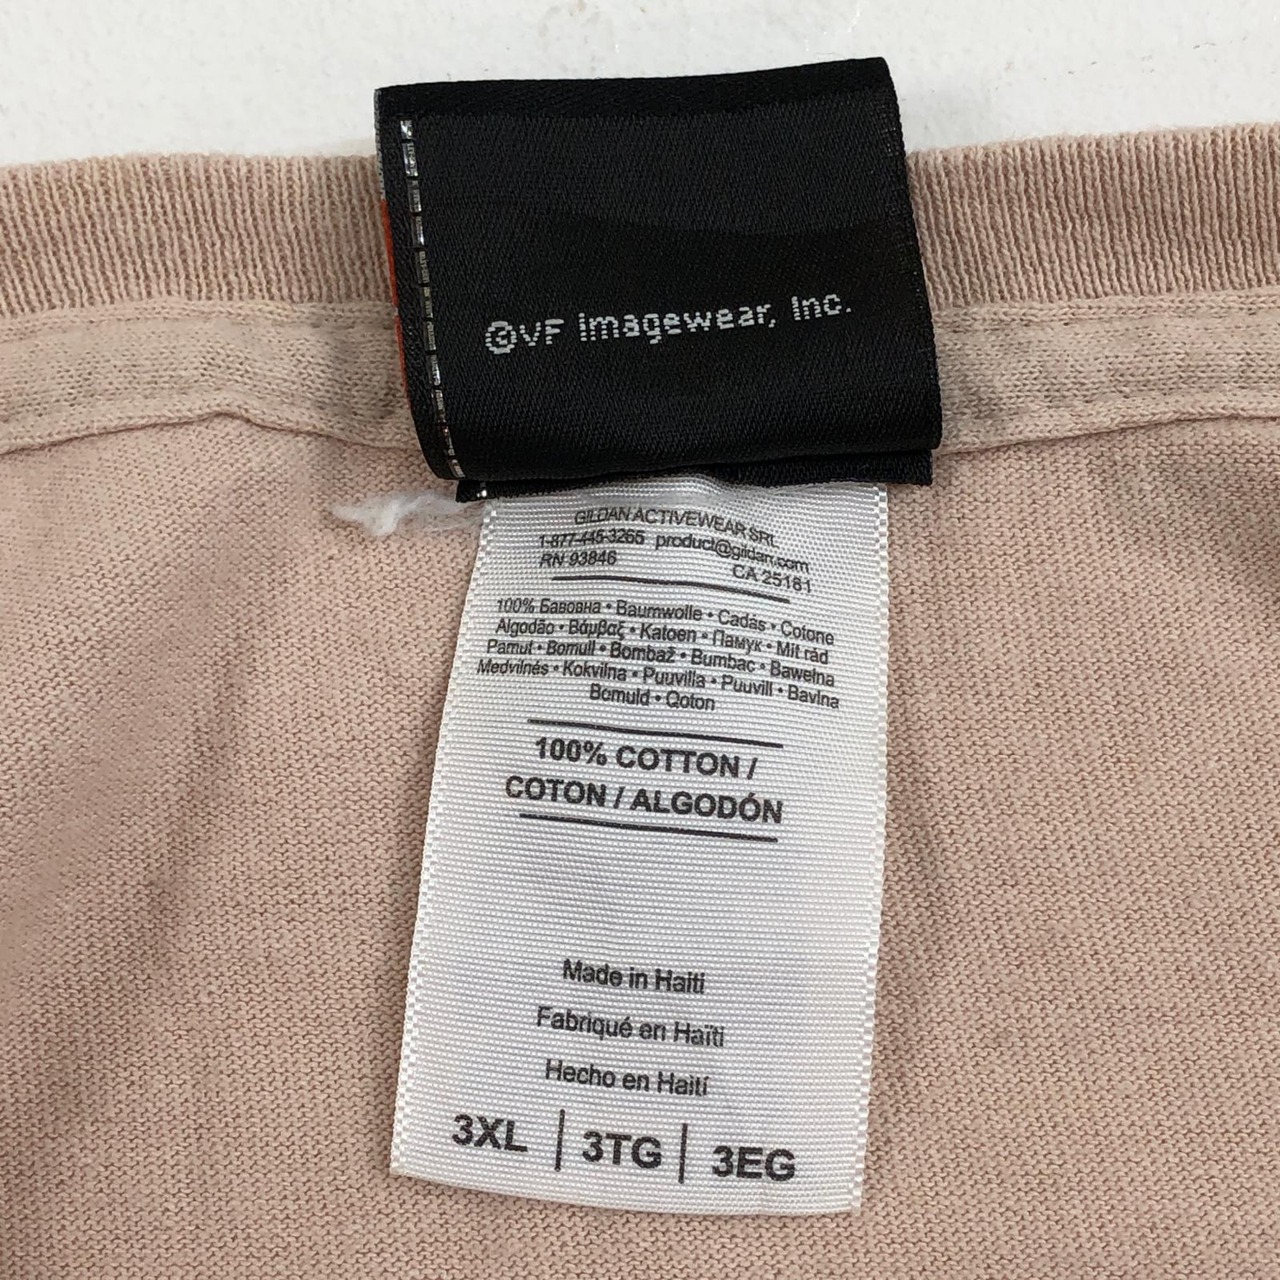 ©VF Imagewear, Inc.
GILDAN ACTIVEWEAR SRL
1-877-445-3265 product@gildan.com
RN 93846 CA 25181
100% Бавовна • Baumwolle • Cadás • Cotone
Algodão • Βάμβαξ • Katoen • Памук • Mit rád
Pamut • Bomull • Bombaž • Bumbac • Bawełna
Medvilnės • Kokvilna • Puuvilla • Puuvill • Bavlna
Bomuld • Qoton
100% COTTON /
COTON / ALGODÓN
Made in Haiti
Fabriqué en Haïti
Hecho en Haití
3XL | 3TG | 3EG